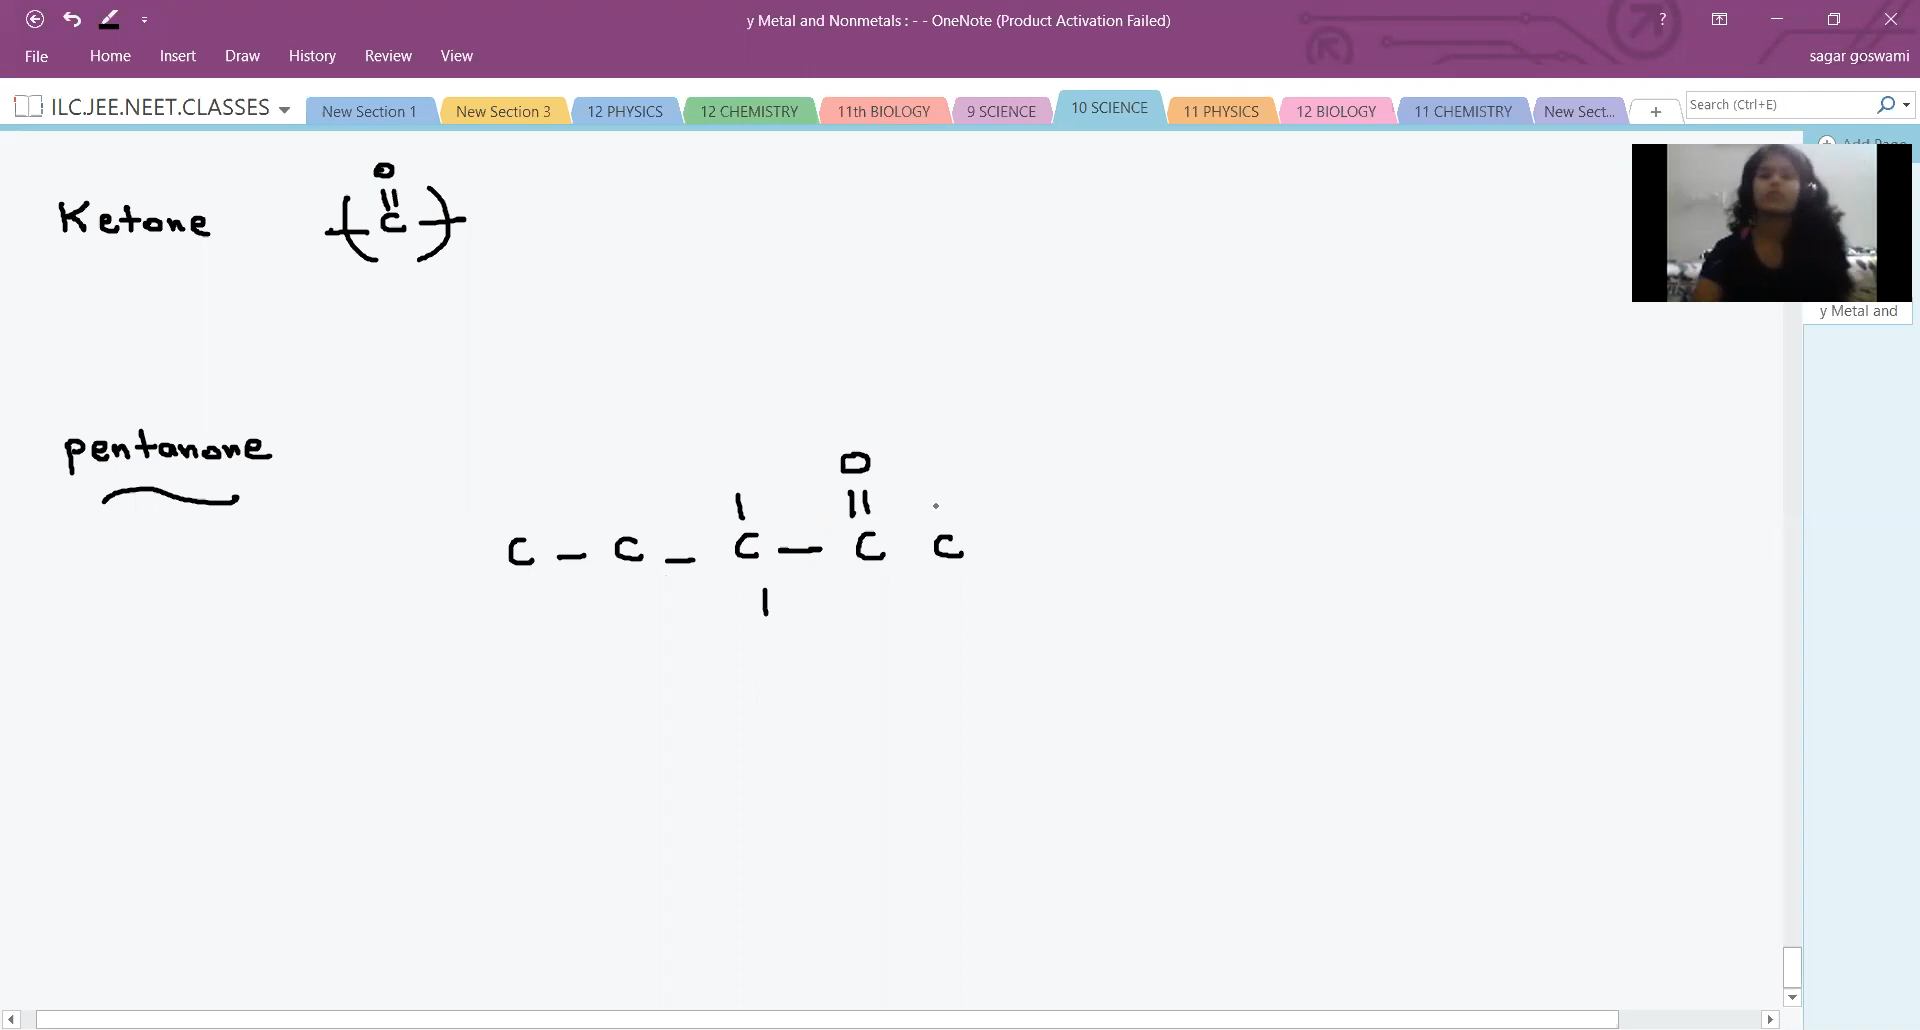 y Metal and Nonmetals : - - OneNote (Product Activation Failed)
?
File Home Insert Draw History Review View
sagar goswami
ILC.JEE.NEET.CLASSES
New Section 1 New Section 3 12 PHYSICS 12 CHEMISTRY 11th BIOLOGY 9 SCIENCE 10 SCIENCE 11 PHYSICS 12 BIOLOGY 11 CHEMISTRY New Sect... +
Search (Ctrl+E)
Add Page
y Metal and
O
||
Ketone -( C )-
pentanone
O
| ||
C - C - C - C C
|